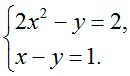 2x² − y = 2,
x − y = 1.